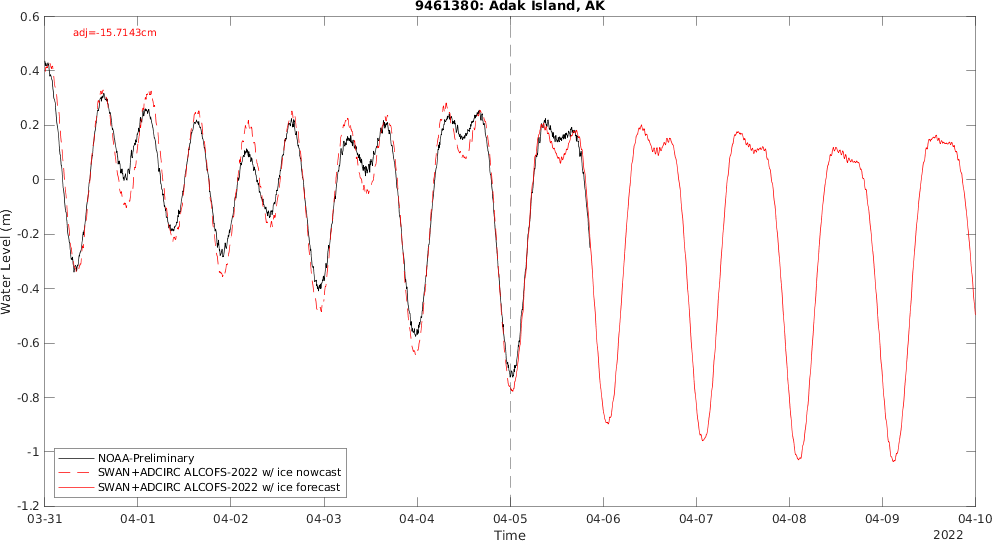 9461380: Adak Island, AK
adj=-15.7143cm
Water Level (m)
0.6
0.4
0.2
0
-0.2
-0.4
-0.6
-0.8
-1
-1.2
NOAA-Preliminary
SWAN+ADCIRC ALCOFS-2022 w/ ice nowcast
SWAN+ADCIRC ALCOFS-2022 w/ ice forecast
03-31 04-01 04-02 04-03 04-04 04-05 04-06 04-07 04-08 04-09 04-10
Time
2022